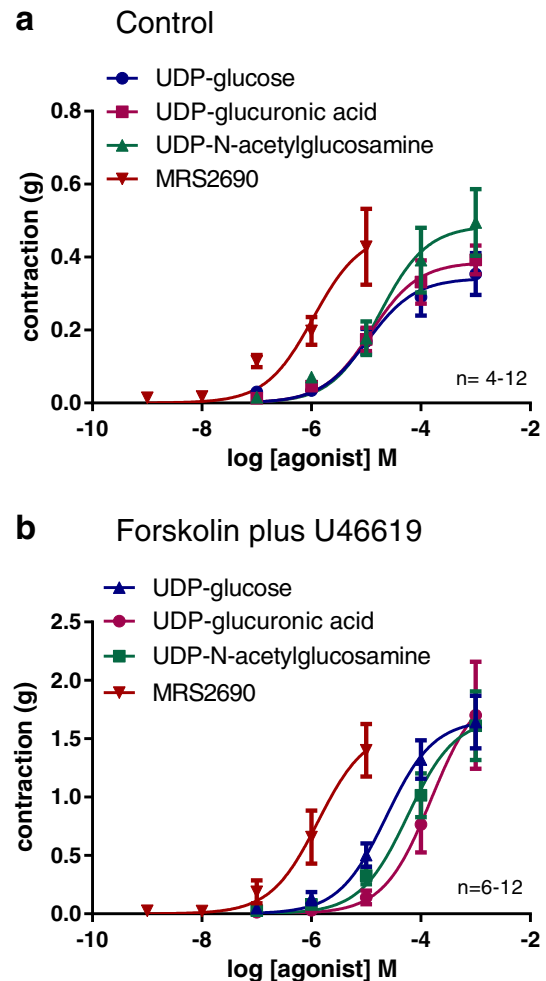 a Control
UDP-glucose
UDP-glucuronic acid
UDP-N-acetylglucosamine
MRS2690
0.8
0.6
0.4
0.2
0.0
contraction (g)
n= 4-12
-10 -8 -6 -4 -2
log [agonist] M
b Forskolin plus U46619
UDP-glucose
UDP-glucuronic acid
UDP-N-acetylglucosamine
MRS2690
2.5
2.0
1.5
1.0
0.5
0.0
contraction (g)
n=6-12
-10 -8 -6 -4 -2
log [agonist] M